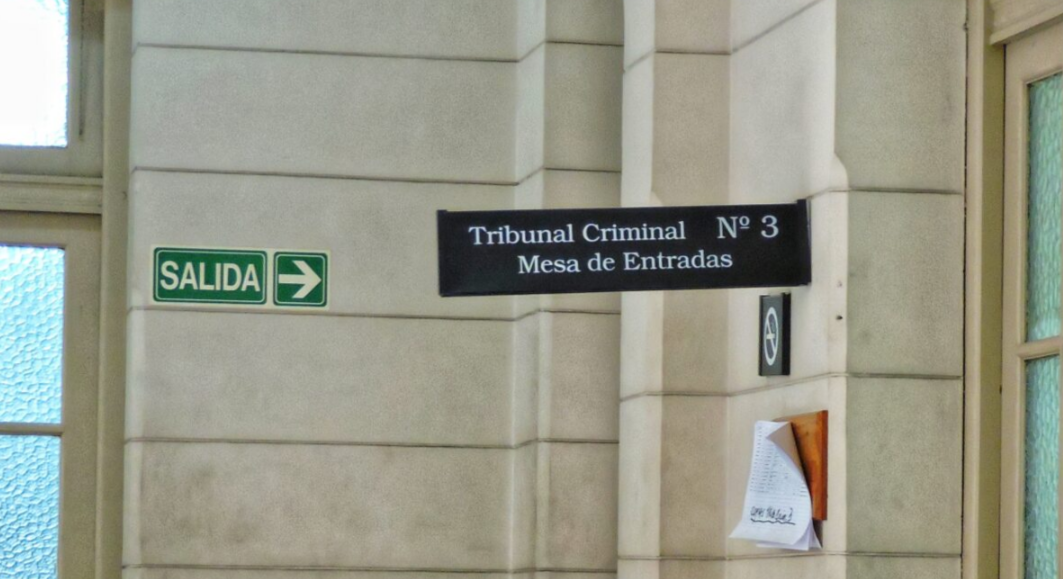 SALIDA
Tribunal Criminal Nº 3
Mesa de Entradas